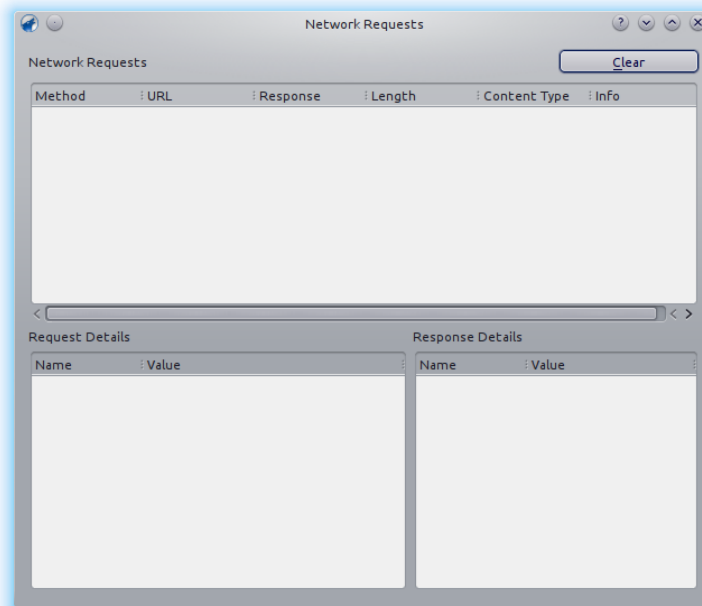 Network Requests
Network Requests
Clear
Method URL Response Length Content Type Info
Request Details
Response Details
Name Value
Name Value